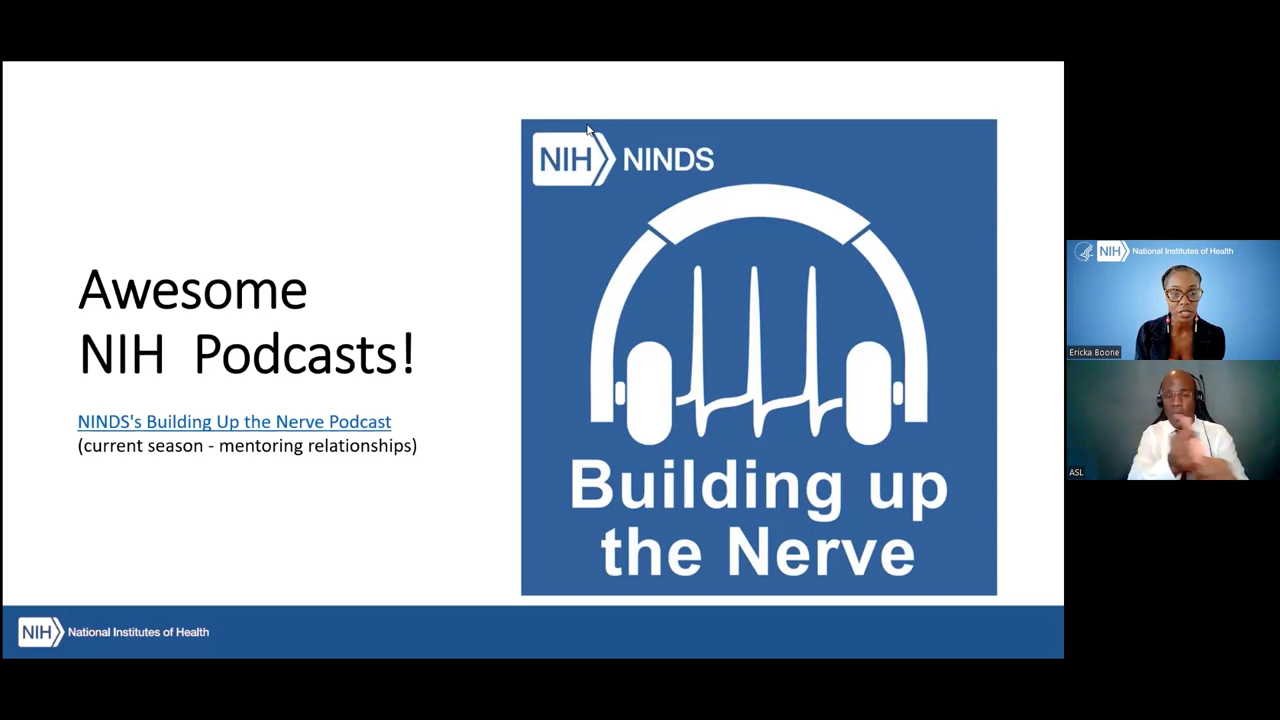 Awesome
NIH Podcasts!
NINDS's Building Up the Nerve Podcast
(current season - mentoring relationships)
NIH NINDS
Building up
the Nerve
NIH National Institutes of Health
NIH National Institutes of Health
Ericka Boone
ASL